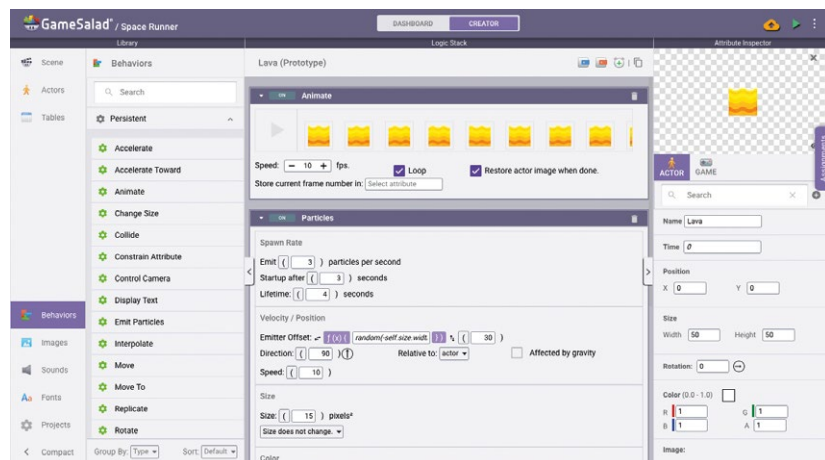 GameSalad® / Space Runner
DASHBOARD CREATOR
Library
Logic Stack
Attribute Inspector
Scene
Actors
Tables
Behaviors
Images
Sounds
Aa Fonts
Projects
Compact
Behaviors
Search
Persistent
Accelerate
Accelerate Toward
Animate
Change Size
Collide
Constrain Attribute
Control Camera
Display Text
Emit Particles
Interpolate
Move
Move To
Replicate
Rotate
Group By: Type Sort: Default
Lava (Prototype)
ON Animate
Speed: − 10 + fps. Loop Restore actor image when done.
Store current frame number in: Select attribute
ON Particles
Spawn Rate
Emit ( 3 ) particles per second
Startup after ( 3 ) seconds
Lifetime: ( 4 ) seconds
Velocity / Position
Emitter Offset: ƒ(x) ( random(-self.size.widt. ) ( 30 )
Direction: ( 90 ) Relative to: actor Affected by gravity
Speed: ( 10 )
Size
Size: ( 15 ) pixels²
Size does not change.
Color
Assignments
ACTOR GAME
Search
Name Lava
Time 0
Position
X 0 Y 0
Size
Width 50 Height 50
Rotation: 0
Color (0.0 - 1.0)
R 1 G 1
B 1 A 1
Image: